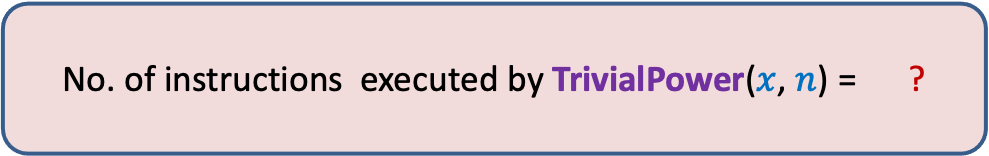 No. of instructions executed by TrivialPower(x, n) = ?